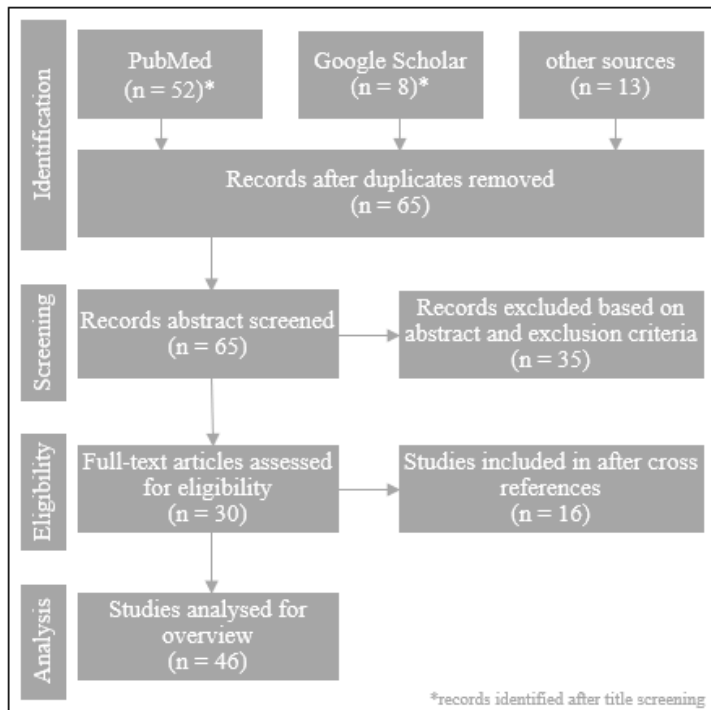 Identification
PubMed
(n = 52)*
Google Scholar
(n = 8)*
other sources
(n = 13)
Records after duplicates removed
(n = 65)
Screening
Records abstract screened
(n = 65)
Records excluded based on
abstract and exclusion criteria
(n = 35)
Eligibility
Full-text articles assessed
for eligibility
(n = 30)
Studies included in after cross
references
(n = 16)
Analysis
Studies analysed for
overview
(n = 46)
*records identified after title screening